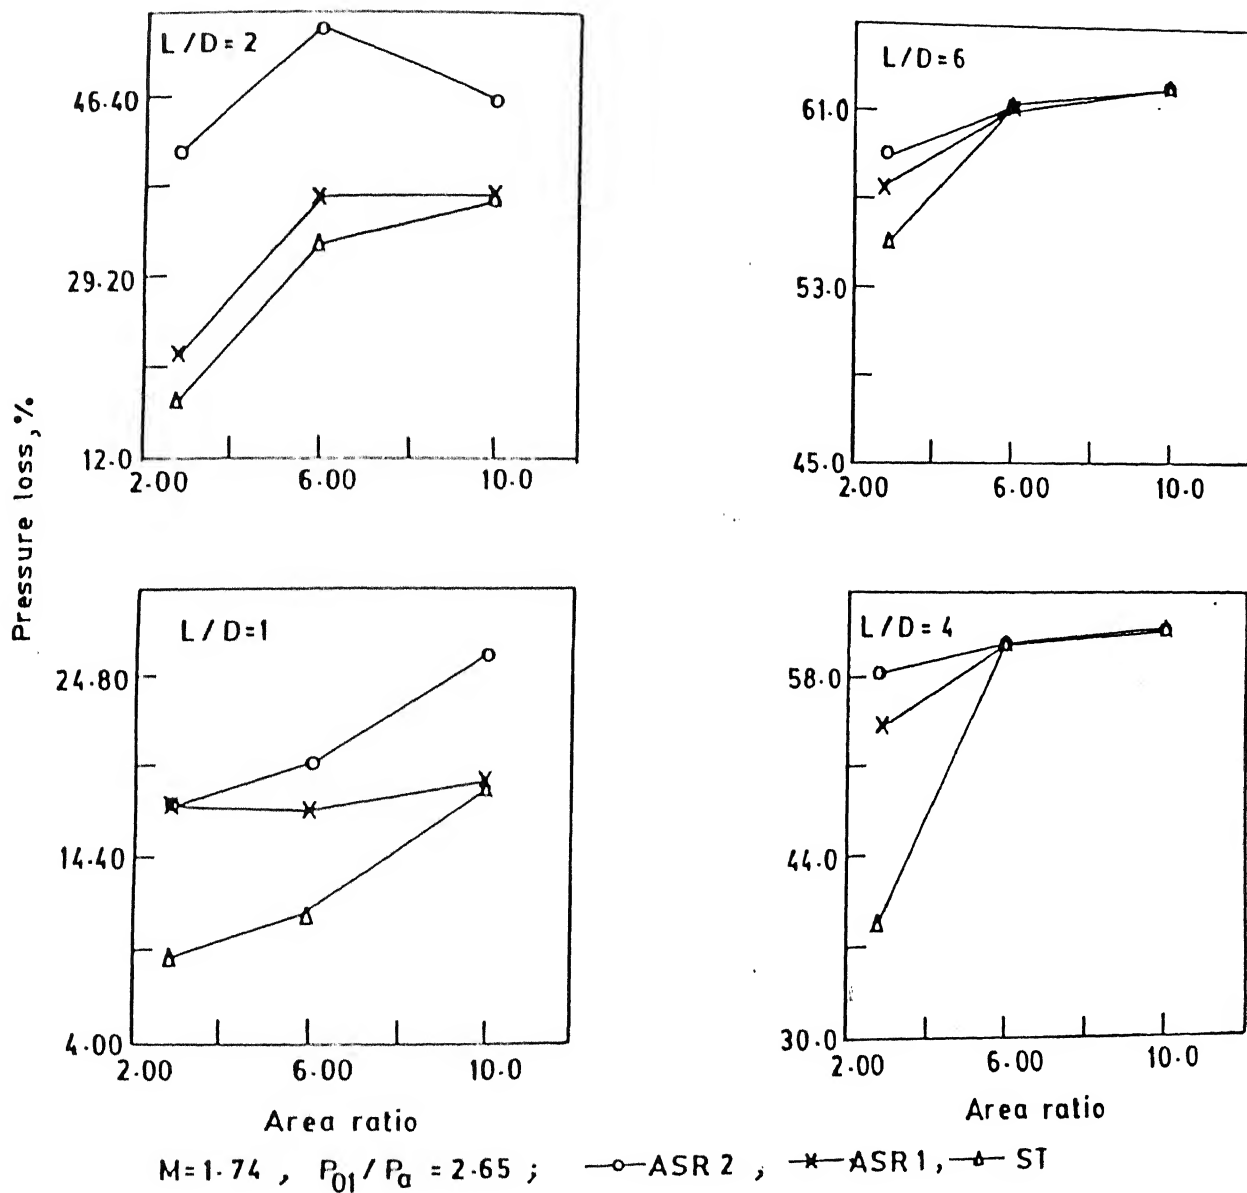 L/D=2
46.40
29.20
12.0
2.00 6.00 10.0
L/D=6
61.0
53.0
45.0
2.00 6.00 10.0
Pressure loss,%
L/D=1
24.80
14.40
4.00
2.00 6.00 10.0
Area ratio
L/D=4
58.0
44.0
30.0
2.00 6.00 10.0
Area ratio
M=1.74 , P01/Pa =2.65 ; ASR 2 , ASR 1, ST